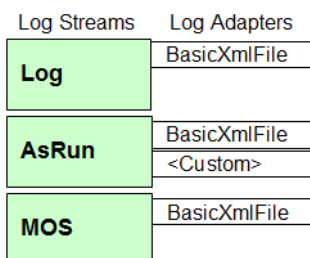 Log Streams Log Adapters
Log BasicXmlFile
AsRun BasicXmlFile
<Custom>
MOS BasicXmlFile